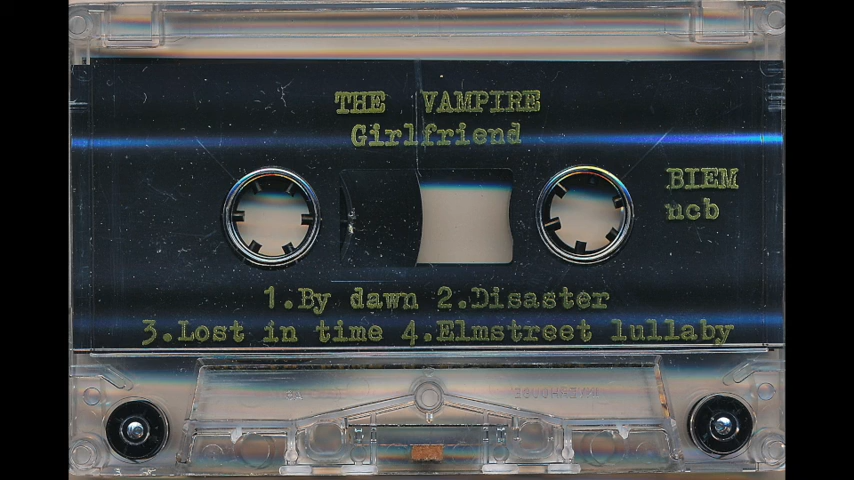 THE VAMPIRE
Girlfriend
BIEM
ncb
1.By dawn 2.Disaster
3.Lost in time 4.Elmstreet lullaby